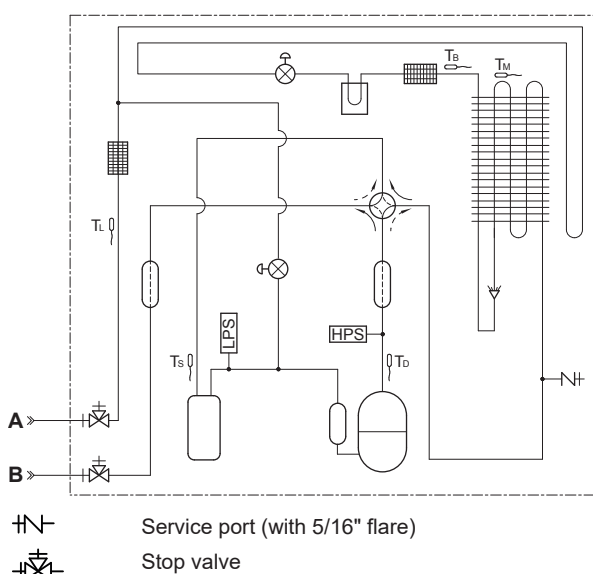 TB
TM
TL
LPS
HPS
TS
TD
A
B
Service port (with 5/16" flare)
Stop valve